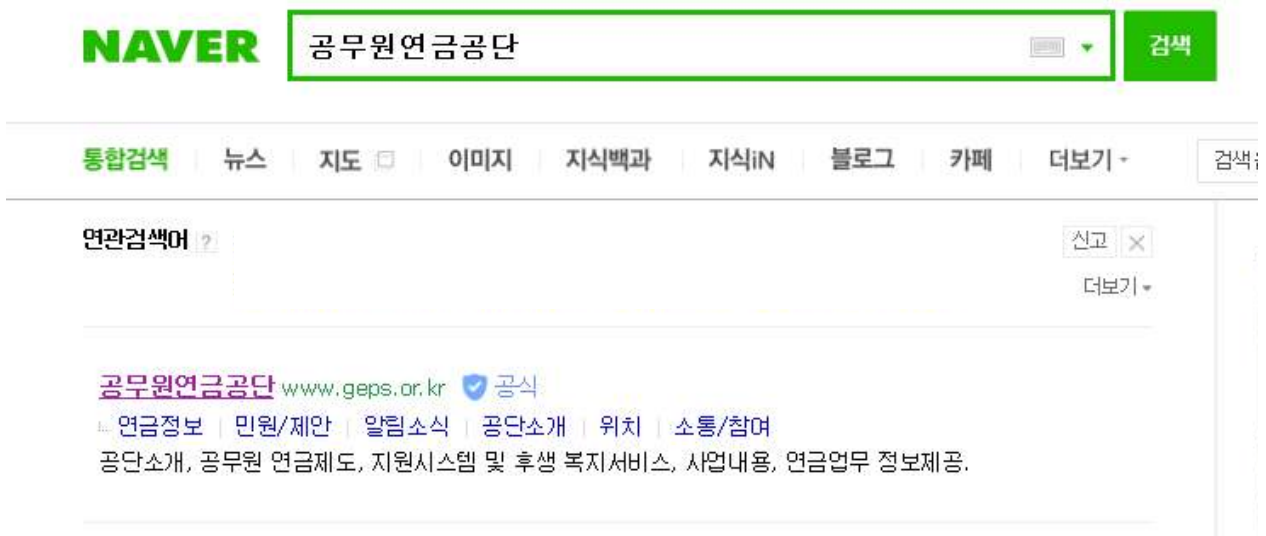 NAVER 공무원연금공단 검색
통합검색 뉴스 지도 이미지 지식백과 지식iN 블로그 카페 더보기 검색
연관검색어 ? 신고
더보기
공무원연금공단 www.geps.or.kr 공식
연금정보 민원/제안 알림소식 공단소개 위치 소통/참여
공단소개, 공무원 연금제도, 지원시스템 및 후생 복지서비스, 사업내용, 연금업무 정보제공.